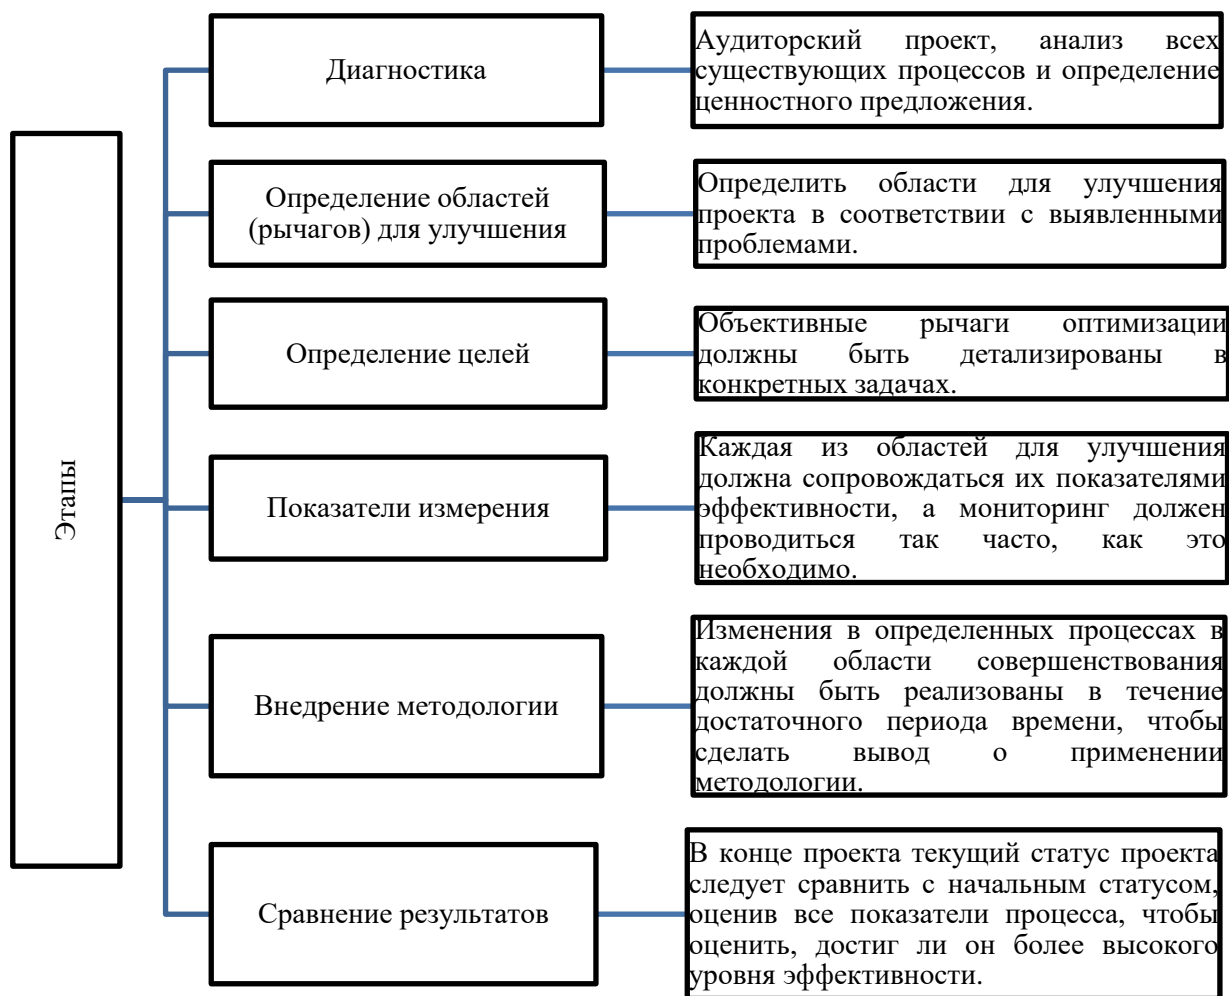 Этапы
Диагностика
Аудиторский проект, анализ всех
существующих процессов и определение
ценностного предложения.
Определение областей
(рычагов) для улучшения
Определить области для улучшения
проекта в соответствии с выявленными
проблемами.
Определение целей
Объективные рычаги оптимизации
должны быть детализированы в
конкретных задачах.
Показатели измерения
Каждая из областей для улучшения
должна сопровождаться их показателями
эффективности, а мониторинг должен
проводиться так часто, как это
необходимо.
Внедрение методологии
Изменения в определенных процессах в
каждой области совершенствования
должны быть реализованы в течение
достаточного периода времени, чтобы
сделать вывод о применении
методологии.
Сравнение результатов
В конце проекта текущий статус проекта
следует сравнить с начальным статусом,
оценив все показатели процесса, чтобы
оценить, достиг ли он более высокого
уровня эффективности.